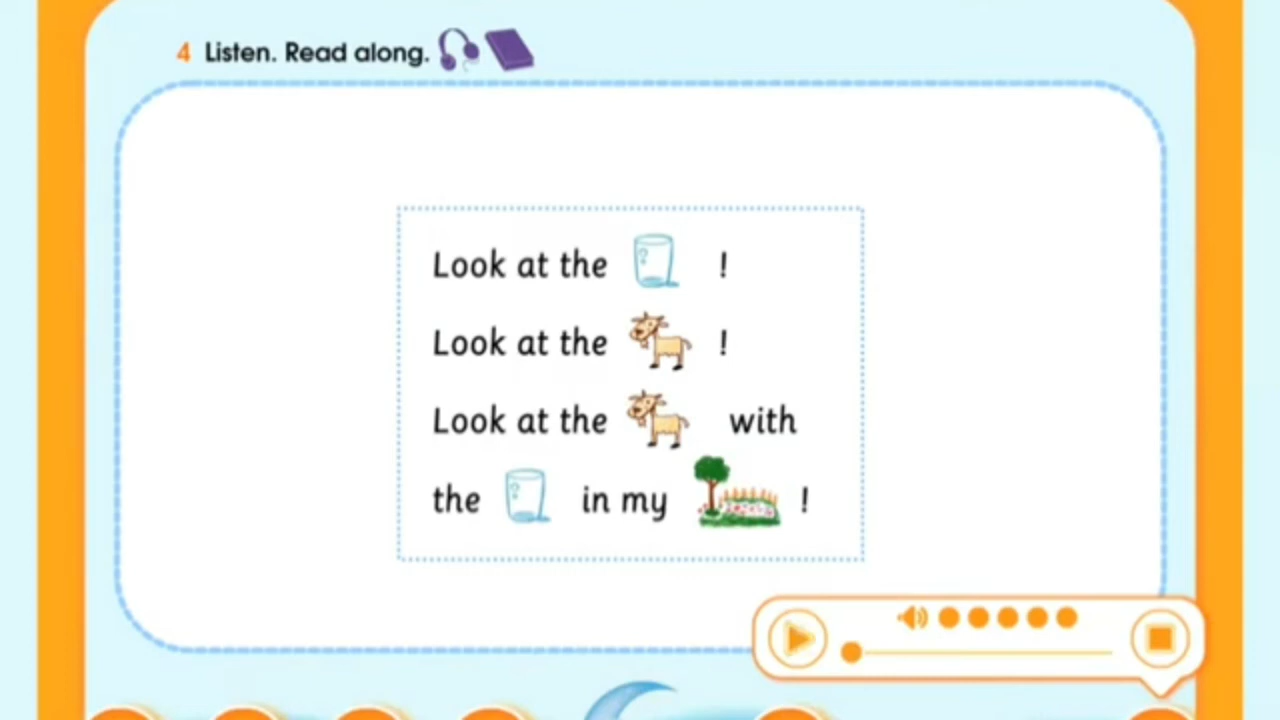 4 Listen. Read along.
Look at the !
Look at the !
Look at the with
the in my !